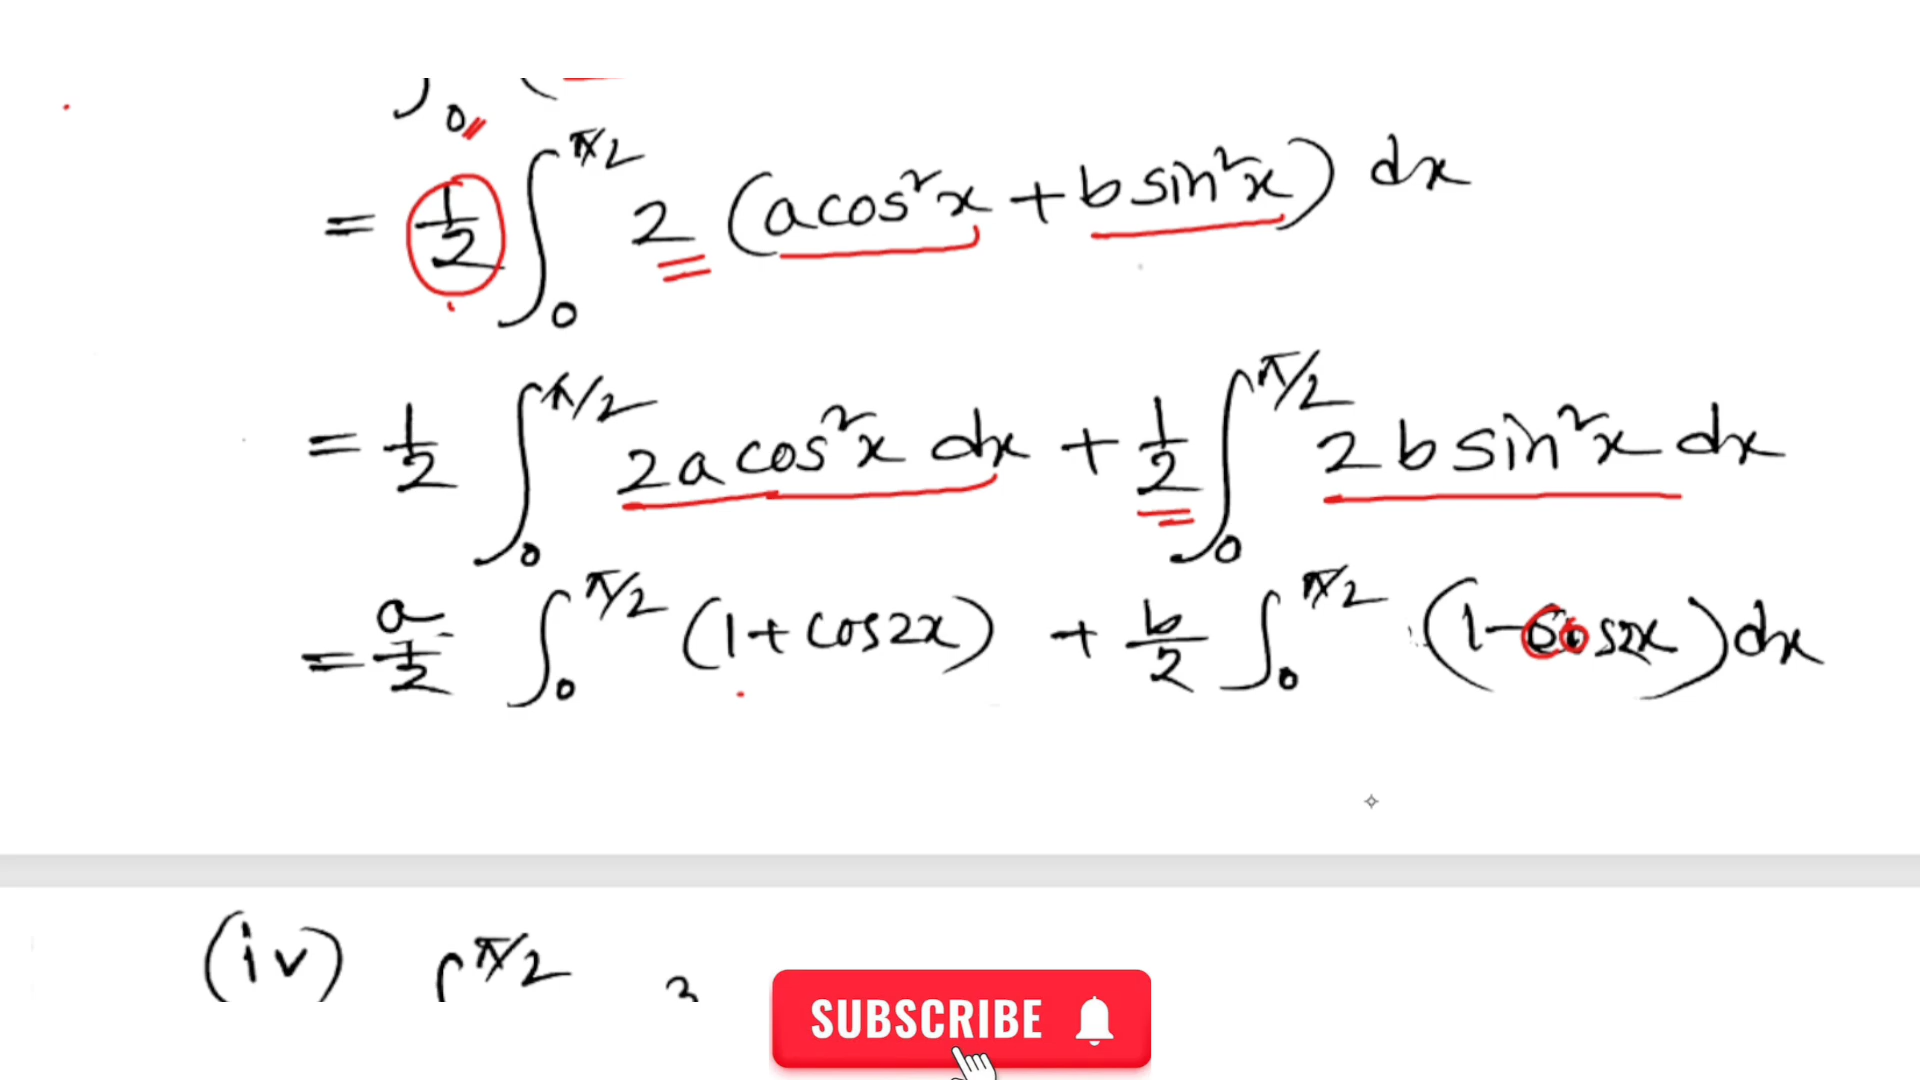 ∫₀ (
= 1/2 ∫₀^π/2 2 (a cos²x + b sin²x) dx
= 1/2 ∫₀^π/2 2a cos²x dx + 1/2 ∫₀^π/2 2b sin²x dx
= a/2 ∫₀^π/2 (1 + cos2x) + b/2 ∫₀^π/2 (1 - cos2x) dx
(iv) ∫^π/2
SUBSCRIBE